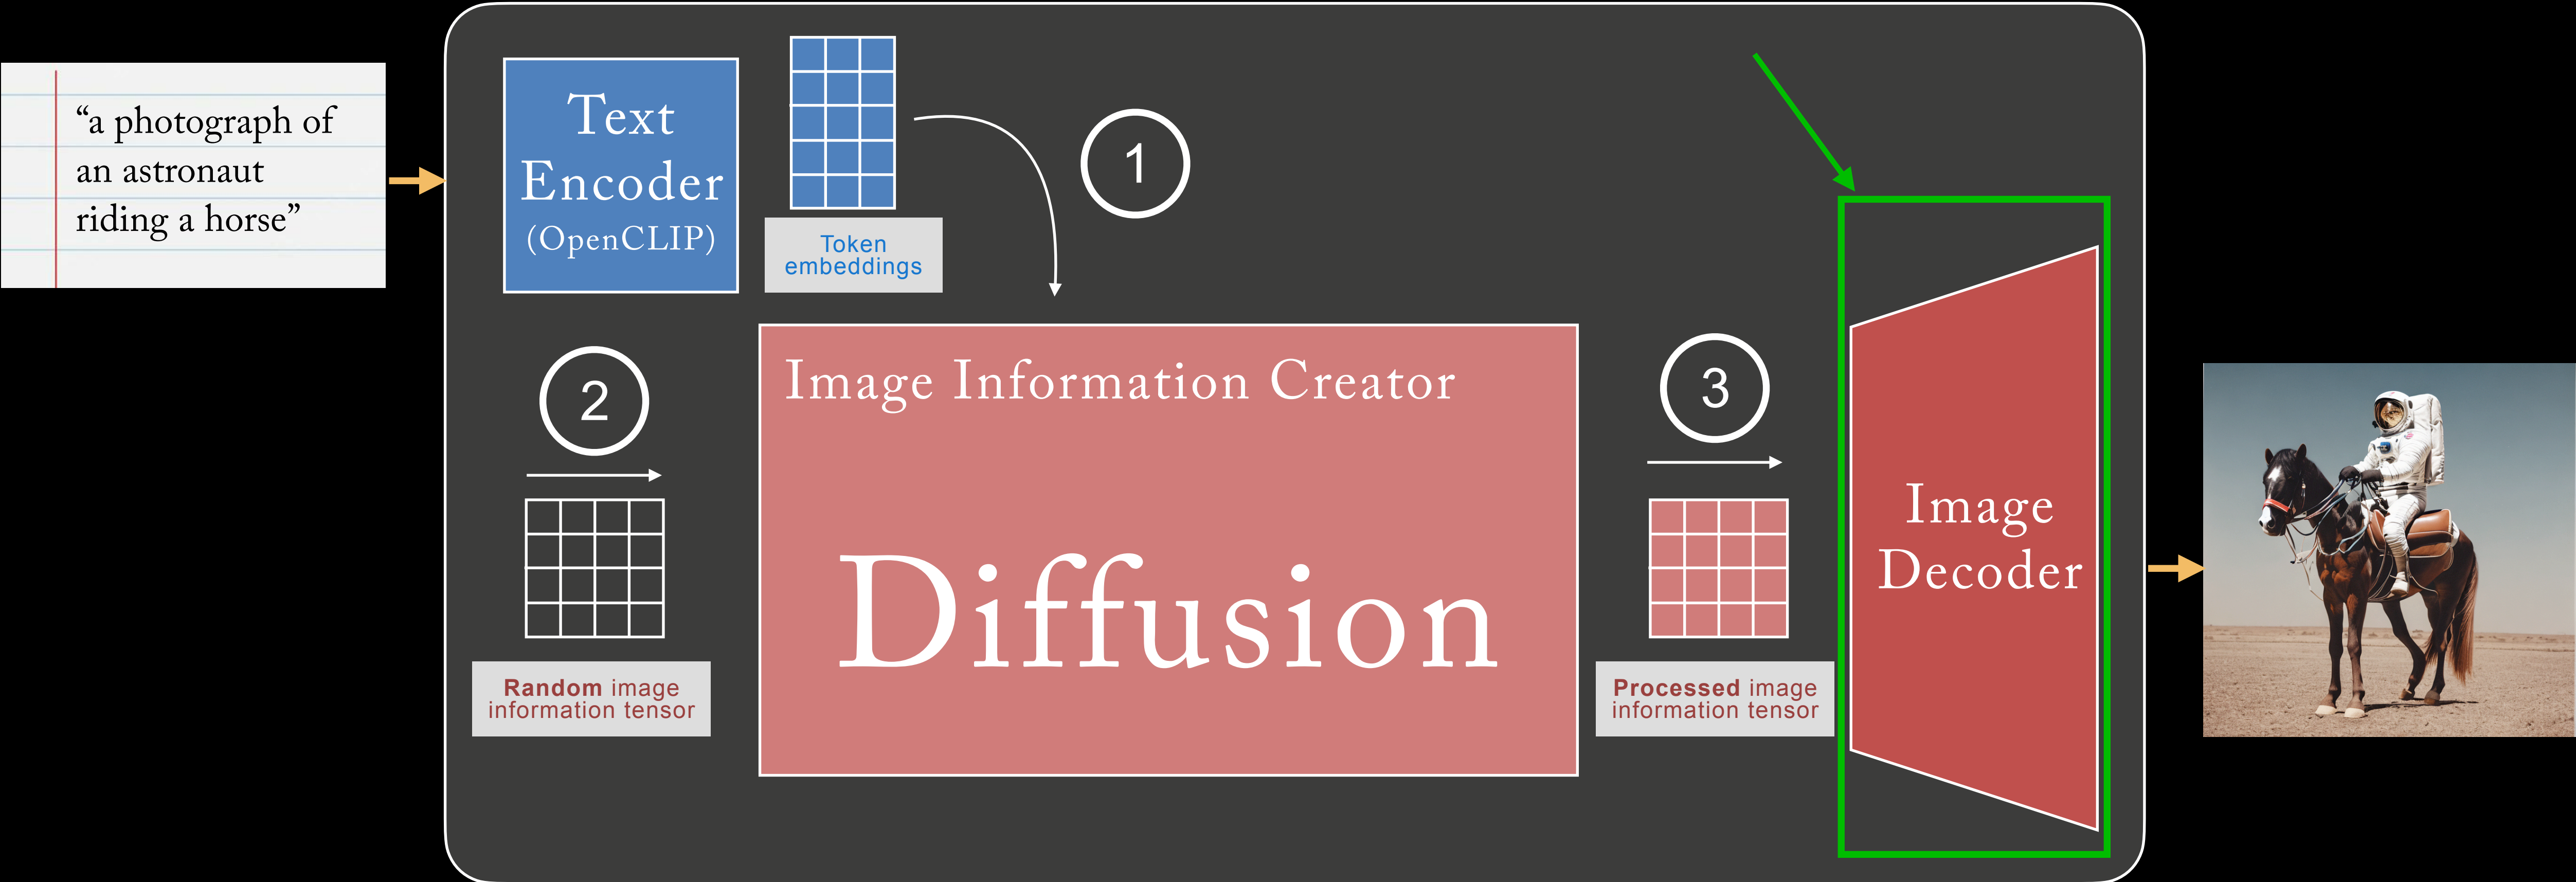 “a photograph of
an astronaut
riding a horse”
Text
Encoder
(OpenCLIP)
Token
embeddings
1
2
Random image
information tensor
Image Information Creator
Diffusion
3
Processed image
information tensor
Image
Decoder